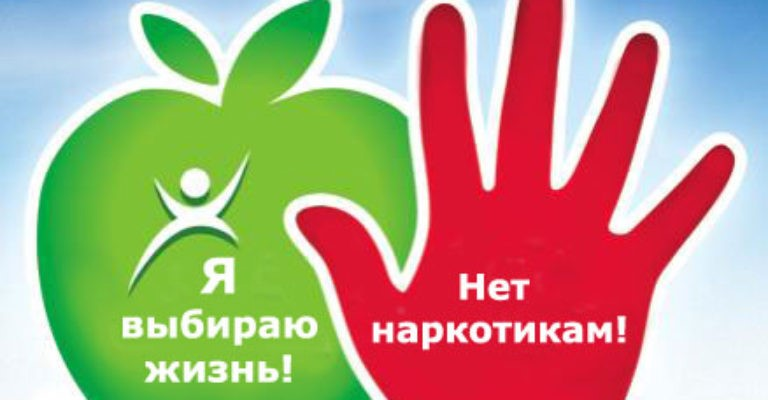 Я
выбираю
жизнь!
Нет
наркотикам!